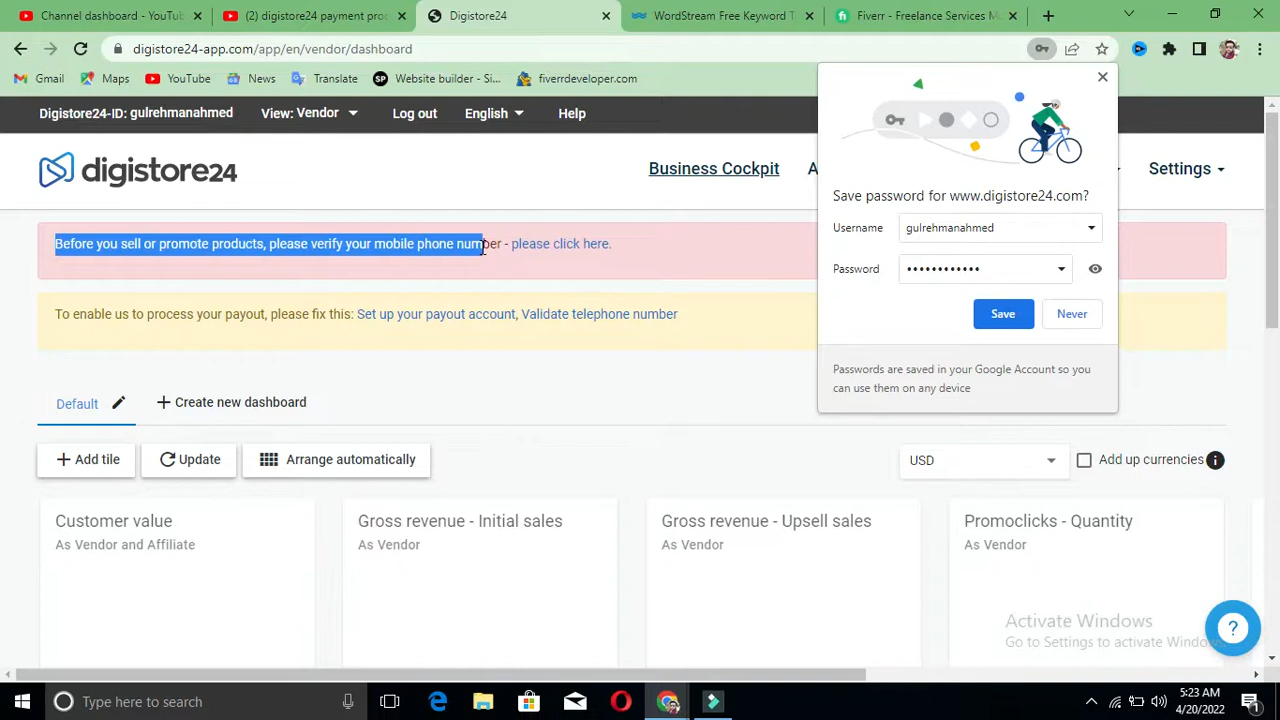 Channel dashboard - YouTu
(2) digistore24 payment proc
Digistore24
WordStream Free Keyword T
Fiverr - Freelance Services M
digistore24-app.com/app/en/vendor/dashboard
Gmail
Maps
YouTube
News
Translate
SP
Website builder - Si...
fiverrdeveloper.com
Digistore24-ID: gulrehmanahmed
View: Vendor
Log out
English
Help
digistore24
Business Cockpit
A
Settings
Before you sell or promote products, please verify your mobile phone number - please click here.
To enable us to process your payout, please fix this: Set up your payout account, Validate telephone number
Save password for www.digistore24.com?
Username
gulrehmanahmed
Password
••••••••••••
Save
Never
Passwords are saved in your Google Account so you
can use them on any device
Default
+ Create new dashboard
+ Add tile
Update
Arrange automatically
USD
Add up currencies
Customer value
As Vendor and Affiliate
Gross revenue - Initial sales
As Vendor
Gross revenue - Upsell sales
As Vendor
Promoclicks - Quantity
As Vendor
Activate Windows
Go to Settings to activate Windows
?
Type here to search
5:23 AM
4/20/2022
1